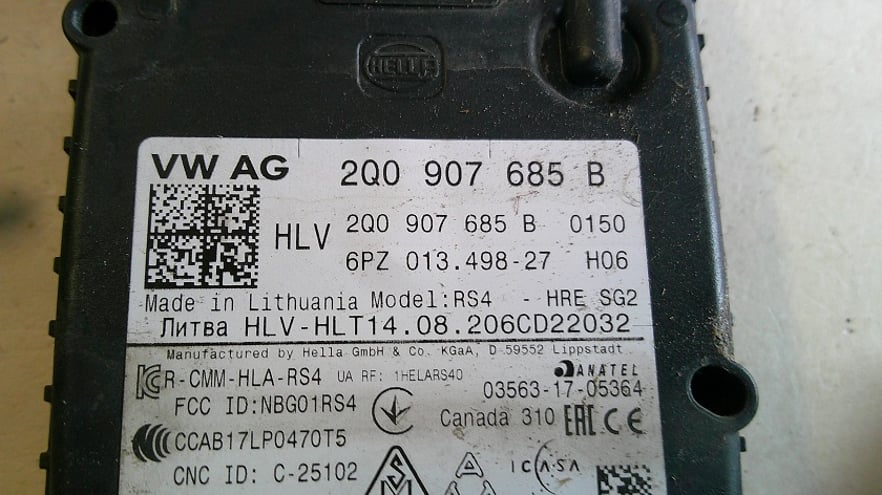 HELLA
VW AG 2Q0 907 685 B
HLV 2Q0 907 685 B 0150
6PZ 013.498-27 H06
Made in Lithuania Model:RS4 - HRE SG2
Литва HLV-HLT14.08.206CD22032
Manufactured by Hella GmbH & Co. KGaA, D 59552 Lippstadt
R-CMM-HLA-RS4 UA RF: 1HELARS40 ANATEL
03563-17-05364
FCC ID:NBG01RS4 Canada 310 EAC CE
CCAB17LP0470T5
CNC ID: C-25102 ICASA